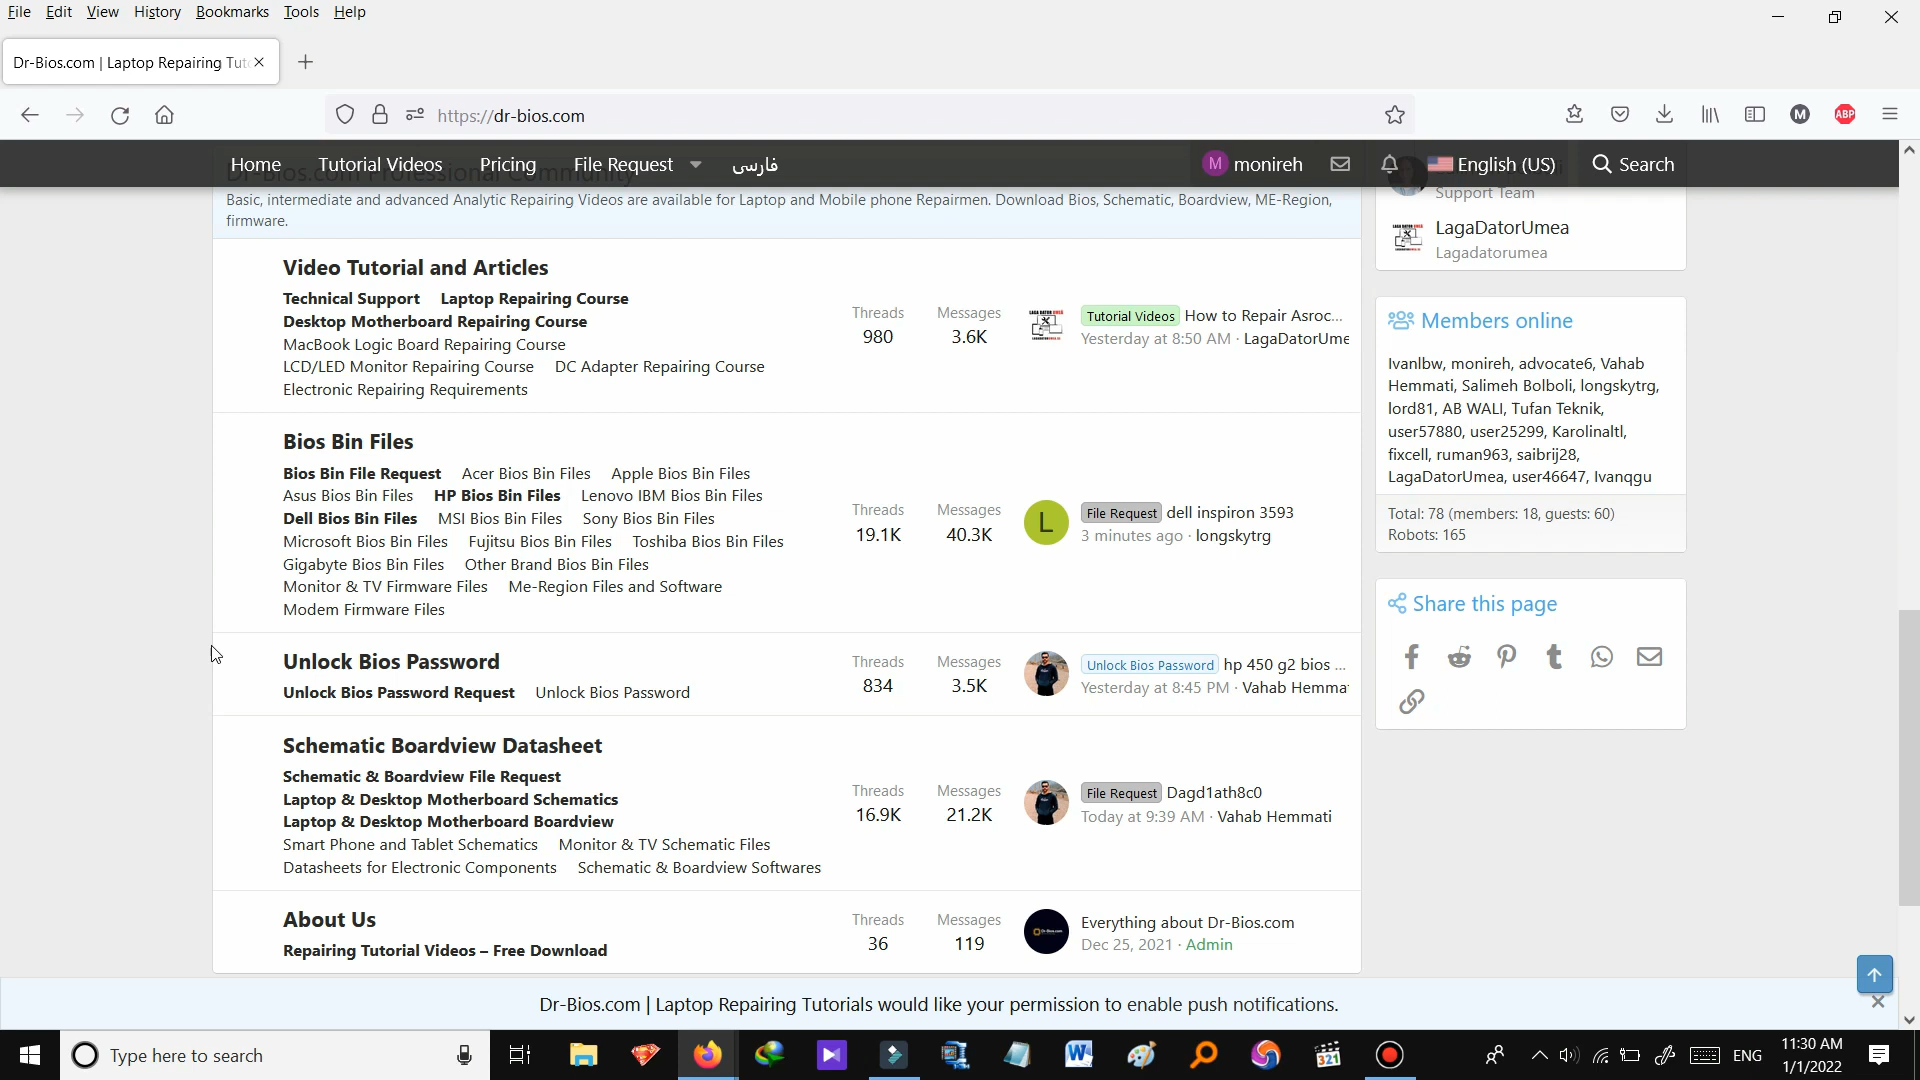 File Edit View History Bookmarks Tools Help
Dr-Bios.com | Laptop Repairing Tut
https://dr-bios.com
Home Tutorial Videos Pricing File Request فارسی M monireh English (US) Search
Dr-Bios.com Professional Community
Basic, intermediate and advanced Analytic Repairing Videos are available for Laptop and Mobile phone Repairmen. Download Bios, Schematic, Boardview, ME-Region,
firmware.
Video Tutorial and Articles
Technical Support Laptop Repairing Course
Desktop Motherboard Repairing Course
MacBook Logic Board Repairing Course
LCD/LED Monitor Repairing Course DC Adapter Repairing Course
Electronic Repairing Requirements
Threads Messages
980 3.6K
Tutorial Videos How to Repair Asroc...
Yesterday at 8:50 AM · LagaDatorUme
Bios Bin Files
Bios Bin File Request Acer Bios Bin Files Apple Bios Bin Files
Asus Bios Bin Files HP Bios Bin Files Lenovo IBM Bios Bin Files
Dell Bios Bin Files MSI Bios Bin Files Sony Bios Bin Files
Microsoft Bios Bin Files Fujitsu Bios Bin Files Toshiba Bios Bin Files
Gigabyte Bios Bin Files Other Brand Bios Bin Files
Monitor & TV Firmware Files Me-Region Files and Software
Modem Firmware Files
Threads Messages
19.1K 40.3K
L
File Request dell inspiron 3593
3 minutes ago · longskytrg
Unlock Bios Password
Unlock Bios Password Request Unlock Bios Password
Threads Messages
834 3.5K
Unlock Bios Password hp 450 g2 bios ...
Yesterday at 8:45 PM · Vahab Hemma
Schematic Boardview Datasheet
Schematic & Boardview File Request
Laptop & Desktop Motherboard Schematics
Laptop & Desktop Motherboard Boardview
Smart Phone and Tablet Schematics Monitor & TV Schematic Files
Datasheets for Electronic Components Schematic & Boardview Softwares
Threads Messages
16.9K 21.2K
File Request Dagd1ath8c0
Today at 9:39 AM · Vahab Hemmati
About Us
Repairing Tutorial Videos – Free Download
Threads Messages
36 119
Everything about Dr-Bios.com
Dec 25, 2021 · Admin
Support Team
LagaDatorUmea
Lagadatorumea
Members online
Ivanlbw, monireh, advocate6, Vahab
Hemmati, Salimeh Bolboli, longskytrg,
lord81, AB WALI, Tufan Teknik,
user57880, user25299, Karolinaltl,
fixcell, ruman963, saibrij28,
LagaDatorUmea, user46647, Ivanqgu
Total: 78 (members: 18, guests: 60)
Robots: 165
Share this page
Dr-Bios.com | Laptop Repairing Tutorials would like your permission to enable push notifications.
Type here to search
321
ENG
11:30 AM
1/1/2022
M
ABP